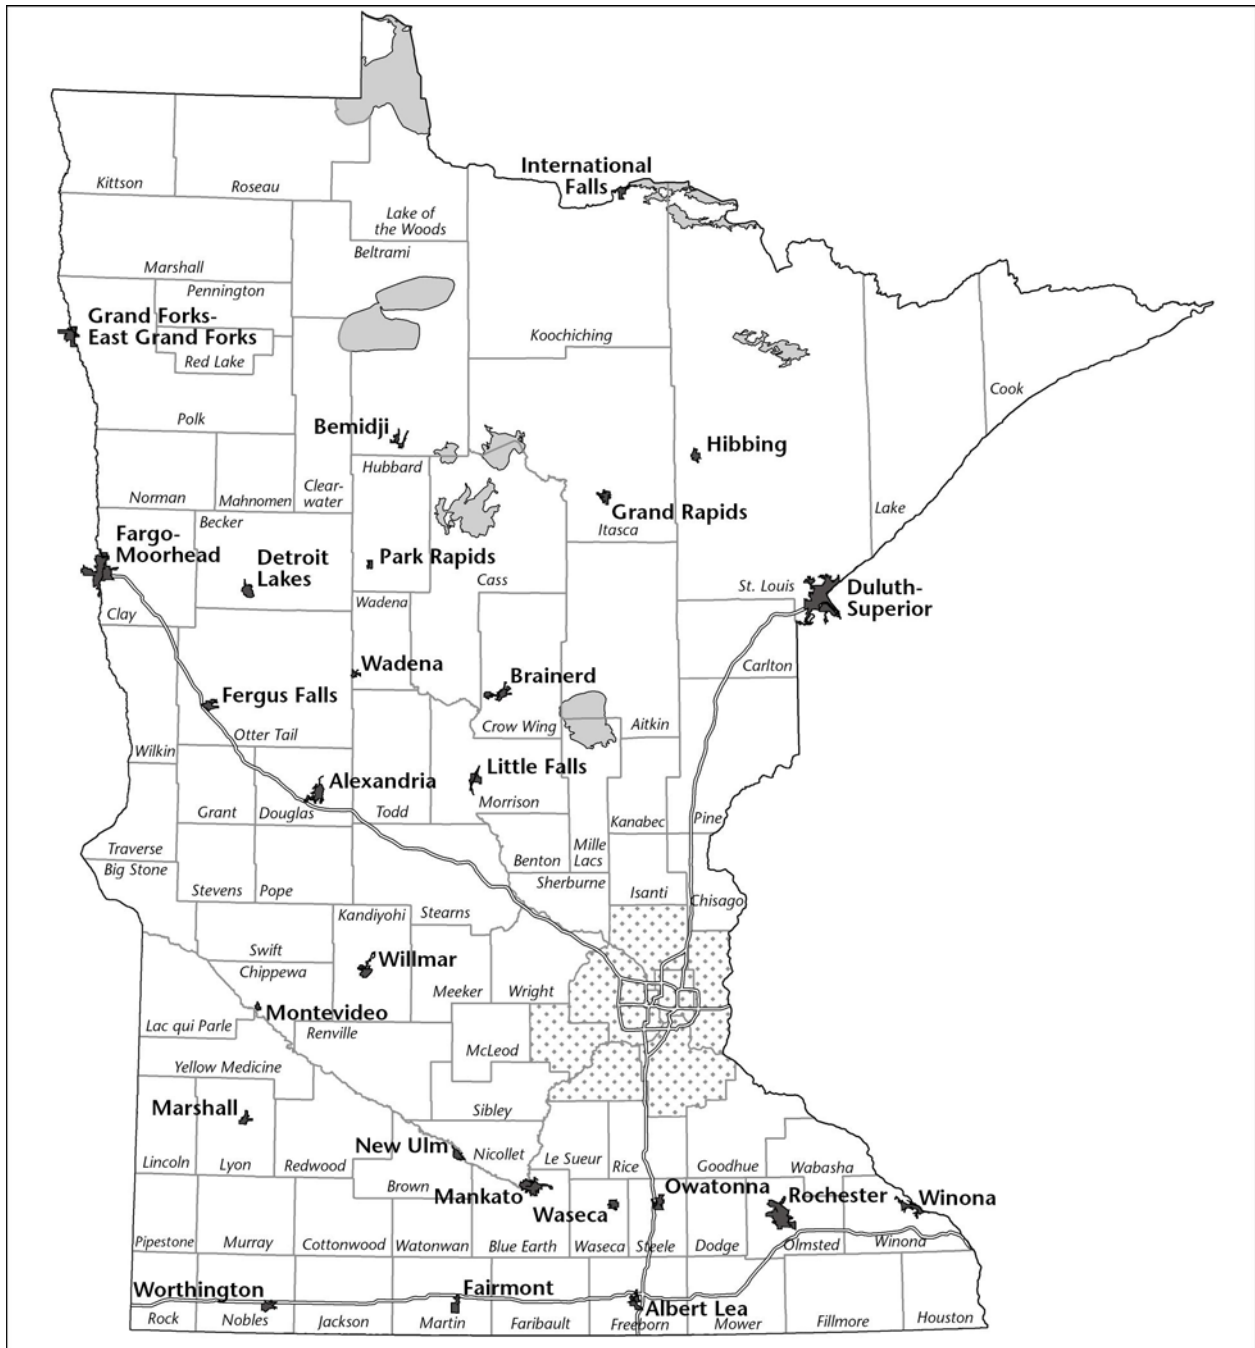 International
Falls
Kittson
Roseau
Lake of
the Woods
Beltrami
Marshall
Pennington
Grand Forks-
East Grand Forks
Koochiching
Red Lake
Cook
Polk
Bemidji
Hibbing
Hubbard
Norman
Mahnomen
Clear-
water
Lake
Grand Rapids
Itasca
Becker
Fargo-
Moorhead
Detroit
Lakes
Park Rapids
Cass
St. Louis
Duluth-
Superior
Wadena
Clay
Wadena
Brainerd
Carlton
Fergus Falls
Crow Wing
Aitkin
Otter Tail
Wilkin
Little Falls
Alexandria
Morrison
Grant
Douglas
Todd
Kanabec
Pine
Traverse
Mille
Lacs
Benton
Big Stone
Sherburne
Stevens
Pope
Isanti
Chisago
Kandiyohi
Stearns
Swift
Willmar
Chippewa
Meeker
Wright
Montevideo
Lac qui Parle
Renville
McLeod
Yellow Medicine
Marshall
Sibley
New Ulm
Nicollet
Le Sueur
Lincoln
Lyon
Redwood
Rice
Goodhue
Wabasha
Brown
Mankato
Owatonna
Rochester
Winona
Waseca
Pipestone
Murray
Cottonwood
Watonwan
Blue Earth
Waseca
Steele
Dodge
Olmsted
Winona
Worthington
Fairmont
Albert Lea
Rock
Nobles
Jackson
Martin
Faribault
Freeborn
Mower
Fillmore
Houston